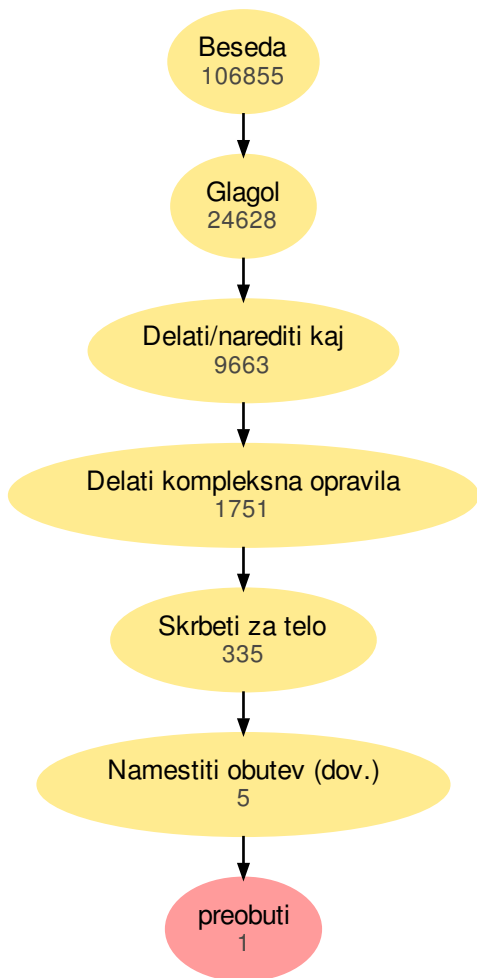 Beseda
106855
Glagol
24628
Delati/narediti kaj
9663
Delati kompleksna opravila
1751
Skrbeti za telo
335
Namestiti obutev (dov.)
5
preobuti
1